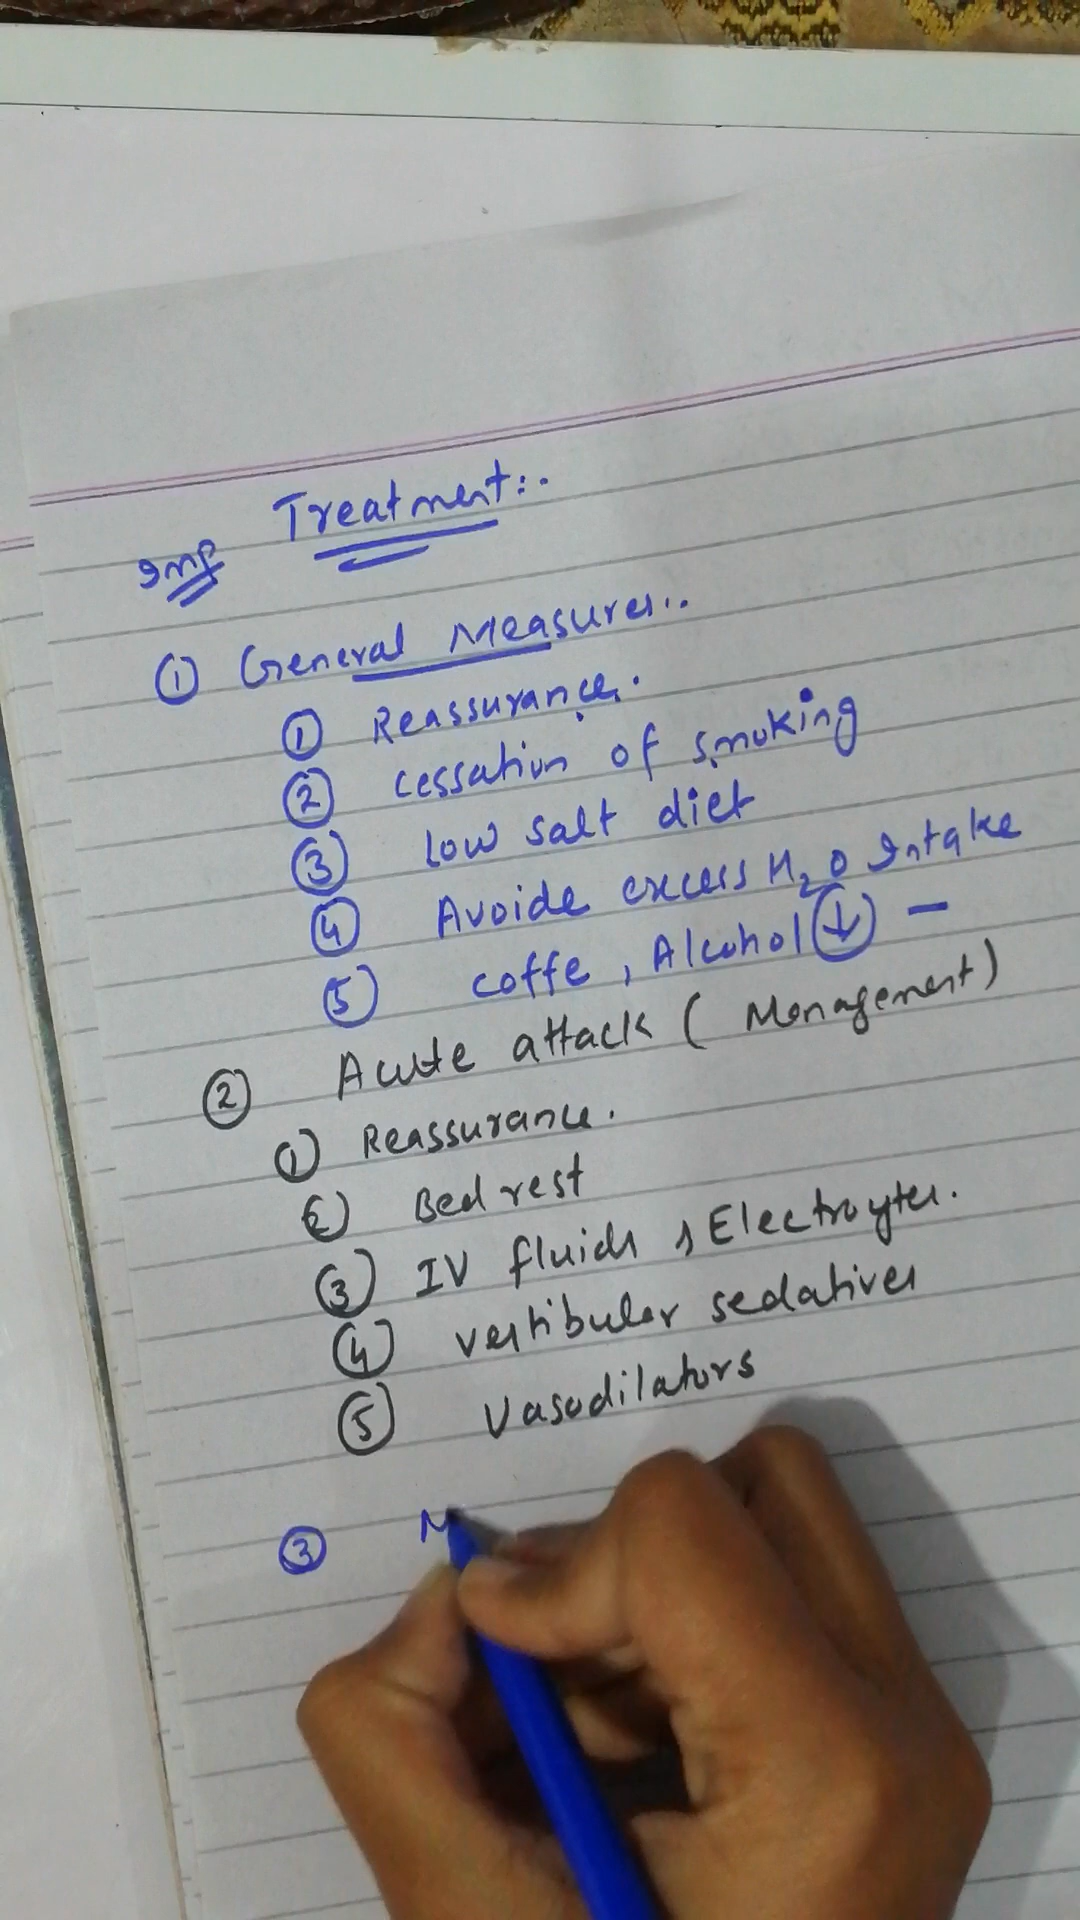 Treatment:.
Imp
① General Measures:.
① Reassurance.
② cessation of smoking
③ Low salt diet
④ Avoide excess H₂O Intake
⑤ coffe, Alcohol ↓ -
② Acute attack ( Management)
① Reassurance.
② Bed rest
③ IV fluids, Electroytes.
④ vestibular sedatives
⑤ Vasodilators
③ M